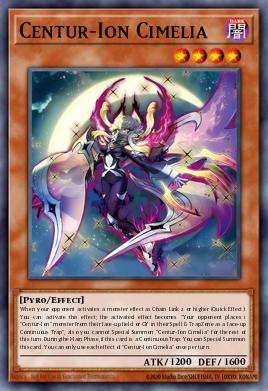 Centur-Ion Cimelia
DARK
闇
[Pyro/Effect]
When your opponent activates a monster effect as Chain Link 2 or higher (Quick Effect):
You can activate the effect; the activated effect becomes "Your opponent places 1
"Centur-Ion" monster from their face-up field or GY in their Spell & Trap Zone as a face-up
Continuous Trap", also you cannot Special Summon "Centur-Ion Cimelia" for the rest of
this turn. During the Main Phase, if this card is a Continuous Trap: You can Special Summon
this card. You can only use each effect of "Centur-Ion Cimelia" once per turn.
ATK/1200 DEF/1600